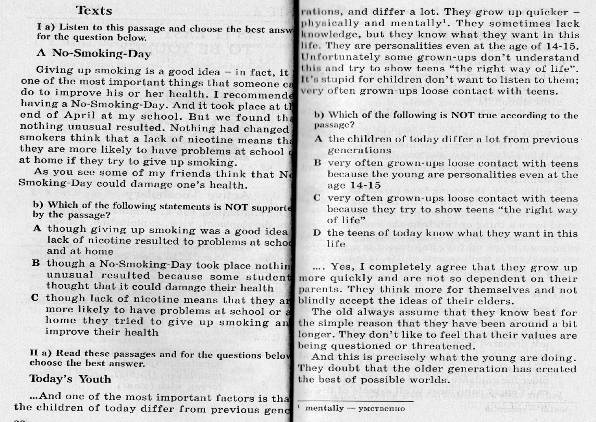 Texts
I a) Listen to this passage and choose the best answ
for the question below.
A No-Smoking-Day
Giving up smoking is a good idea – in fact, it
one of the most important things that someone ca
do to improve his or her health. I recommende
having a No-Smoking-Day. And it took place at th
end of April at my school. But we found tha
nothing unusual resulted. Nothing had changed
smokers think that a lack of nicotine means tha
they are more likely to have problems at school
at home if they try to give up smoking.
As you see some of my friends think that N
Smoking-Day could damage one's health.
b) Which of the following statements is NOT supporte
by the passage?
A though giving up smoking was a good idea
lack of nicotine resulted to problems at schoo
and at home
B though a No-Smoking-Day took place nothin
unusual resulted because some student
thought that it could damage their health
C though lack of nicotine means that they ar
more likely to have problems at school or a
home they tried to give up smoking an
improve their health
II a) Read these passages and for the questions below
choose the best answer.
Today's Youth
...And one of the most important factors is tha
the children of today differ from previous gene
rations, and differ a lot. They grow up quicker –
physically and mentally¹. They sometimes lack
knowledge, but they know what they want in this
life. They are personalities even at the age of 14-15.
Unfortunately some grown-ups don't understand
this and try to show teens “the right way of life”.
It's stupid for children don't want to listen to them;
very often grown-ups loose contact with teens.
b) Which of the following is NOT true according to the
passage?
A the children of today differ a lot from previous
generations
B very often grown-ups loose contact with teens
because the young are personalities even at the
age 14-15
C very often grown-ups loose contact with teens
because they try to show teens “the right way
of life”
D the teens of today know what they want in this
life
.... Yes, I completely agree that they grow up
more quickly and are not so dependent on their
parents. They think more for themselves and not
blindly accept the ideas of their elders.
The old always assume that they know best for
the simple reason that they have been around a bit
longer. They don't like to feel that their values are
being questioned or threatened.
And this is precisely what the young are doing.
They doubt that the older generation has created
the best of possible worlds.
¹ mentally — умственно